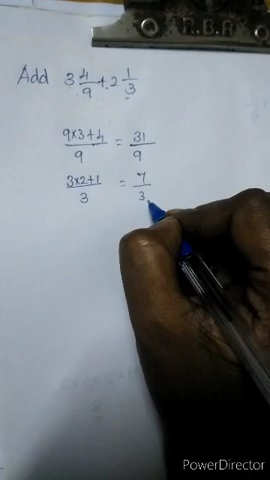 Add 3 4/9 + 2 1/3
9×3+4/9 = 31/9
3×2+1/3 = 7/3
R.B.R
PowerDirector